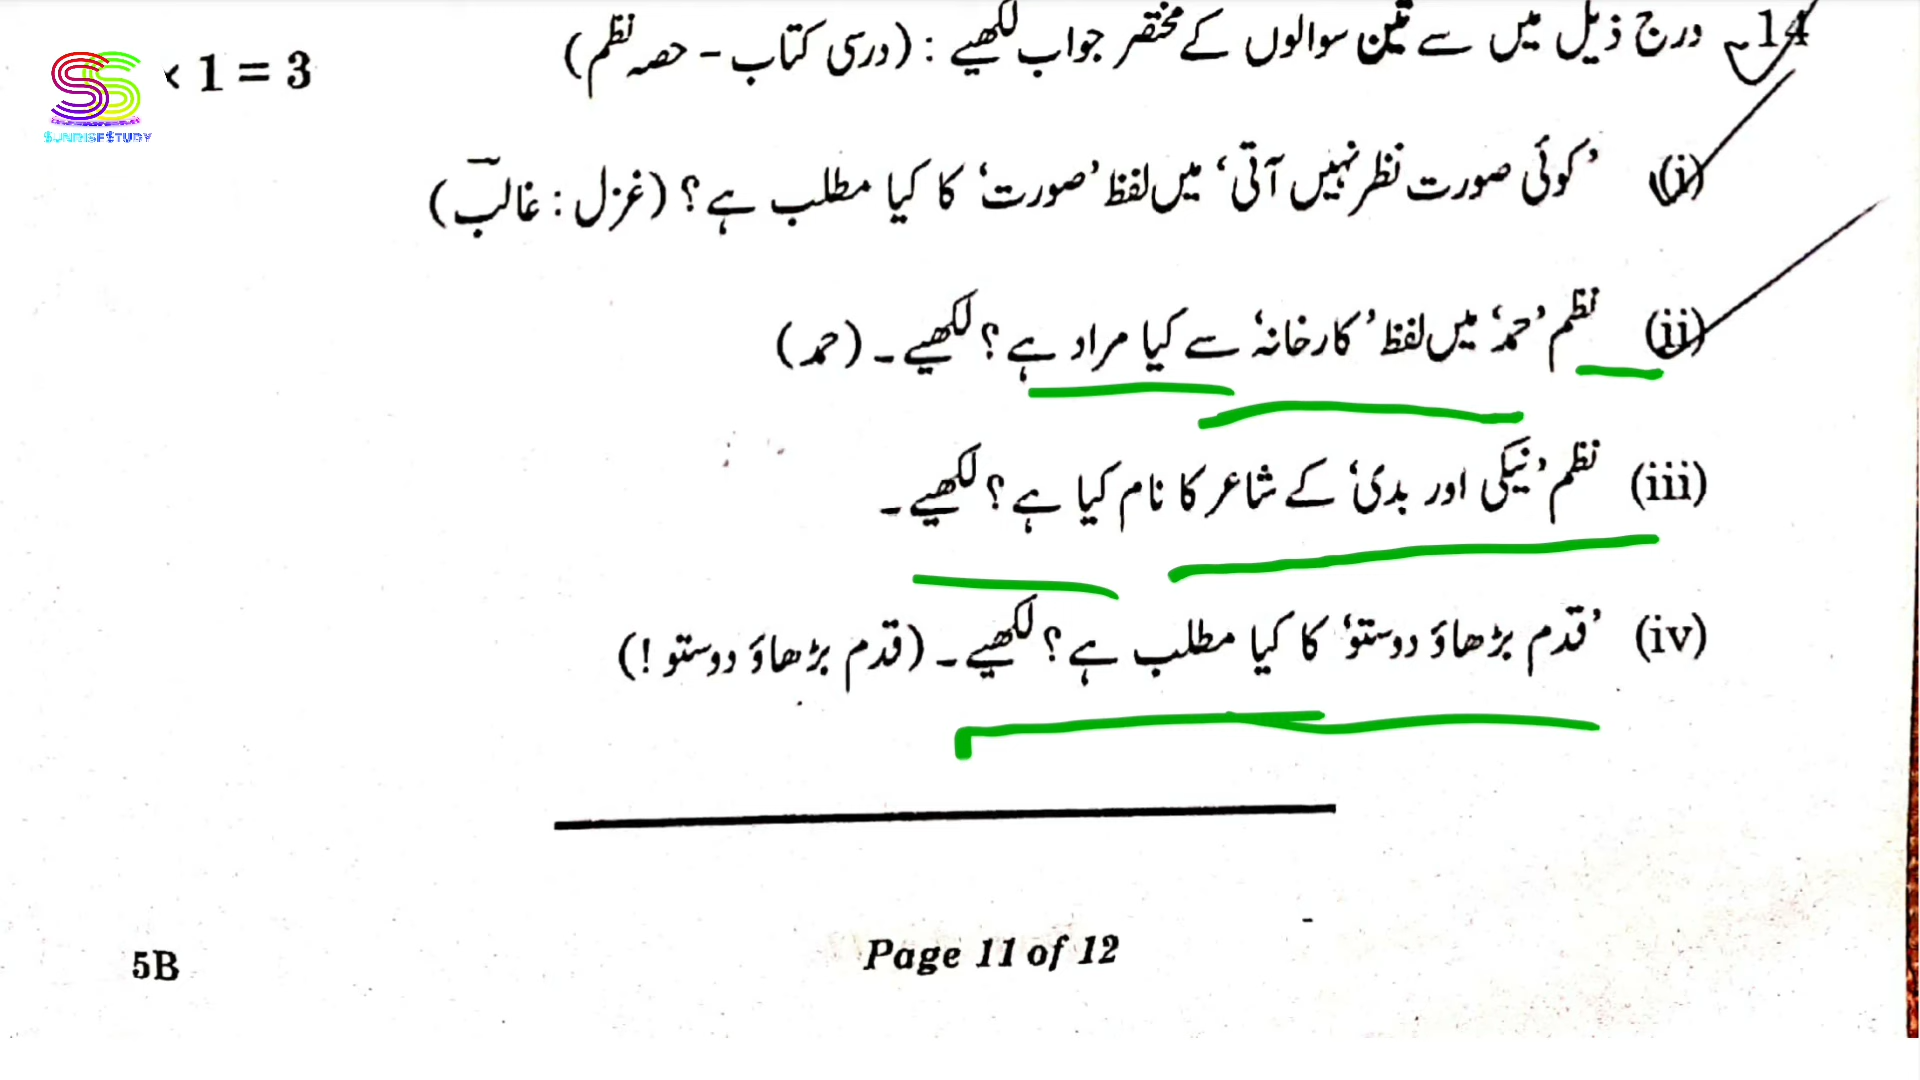 14۔ درج ذیل میں سے تین سوالوں کے مختصر جواب لکھیے : (درسی کتاب - حصہ نظم)
× 1 = 3
SUNRISESTUDY
(i) ’کوئی صورت نظر نہیں آتی‘ میں لفظ ’صورت‘ کا کیا مطلب ہے؟ (غزل : غالبؔ)
(ii) نظم ’حمد‘ میں لفظ ’کارخانہ‘ سے کیا مراد ہے؟ لکھیے۔ (حمد)
(iii) نظم ’نیکی اور بدی‘ کے شاعر کا نام کیا ہے؟ لکھیے۔
(iv) ’قدم بڑھاؤ دوستو‘ کا کیا مطلب ہے؟ لکھیے۔ (قدم بڑھاؤ دوستو!)
5B
Page 11 of 12